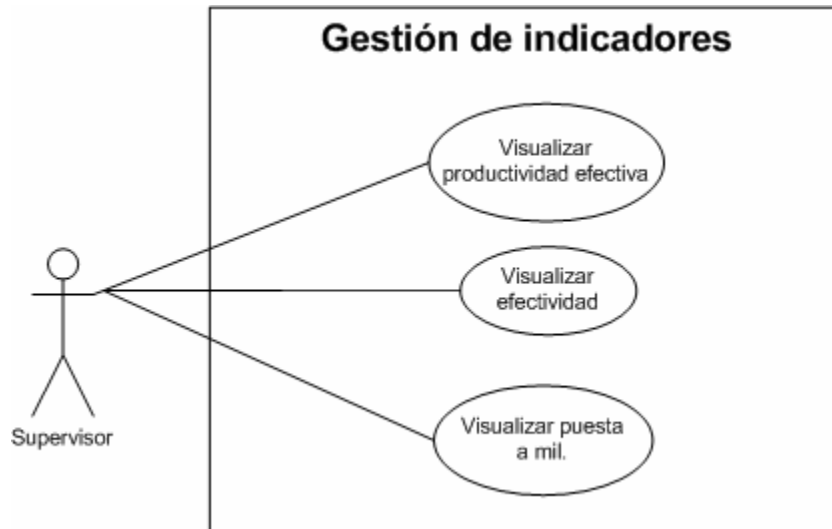 Gestión de indicadores
Visualizar
productividad efectiva
Visualizar
efectividad
Visualizar puesta
a mil.
Supervisor